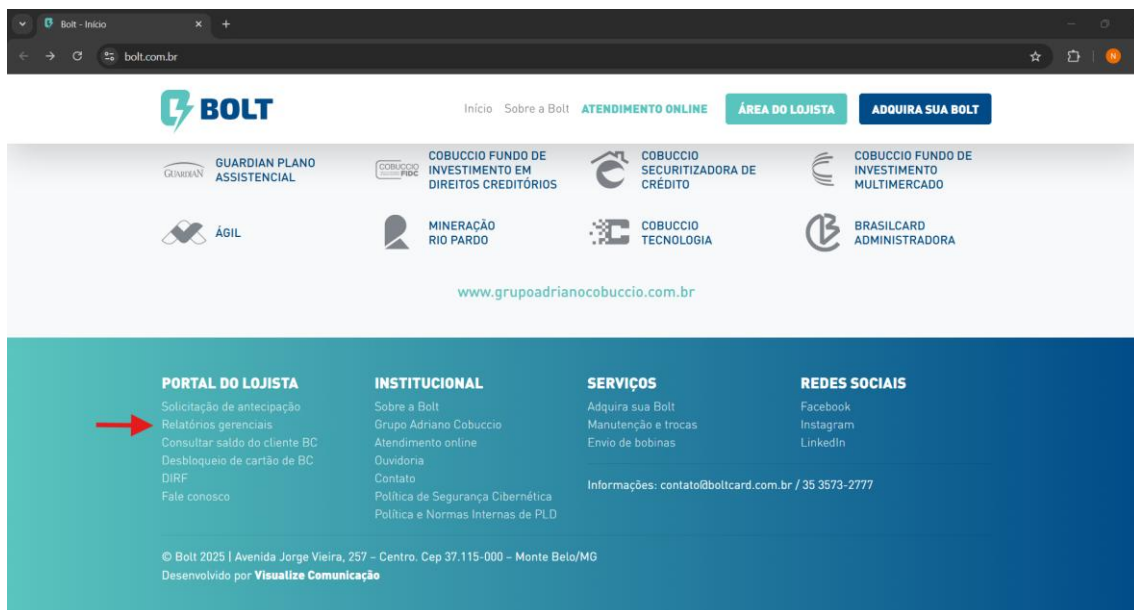 Bolt - Início
bolt.com.br
N
BOLT
Início Sobre a Bolt ATENDIMENTO ONLINE ÁREA DO LOJISTA ADQUIRA SUA BOLT
GUARDIAN
GUARDIAN PLANO
ASSISTENCIAL
COBUCCIO
FIDC
COBUCCIO FUNDO DE
INVESTIMENTO EM
DIREITOS CREDITÓRIOS
COBUCCIO
SECURITIZADORA DE
CRÉDITO
COBUCCIO FUNDO DE
INVESTIMENTO
MULTIMERCADO
ÁGIL
MINERAÇÃO
RIO PARDO
COBUCCIO
TECNOLOGIA
BRASILCARD
ADMINISTRADORA
www.grupoadrianocobuccio.com.br
PORTAL DO LOJISTA
Solicitação de antecipação
Relatórios gerenciais
Consultar saldo do cliente BC
Desbloqueio de cartão de BC
DIRF
Fale conosco
INSTITUCIONAL
Sobre a Bolt
Grupo Adriano Cobuccio
Atendimento online
Ouvidoria
Contato
Política de Segurança Cibernética
Política e Normas Internas de PLD
SERVIÇOS
Adquira sua Bolt
Manutenção e trocas
Envio de bobinas
REDES SOCIAIS
Facebook
Instagram
LinkedIn
Informações: contato@boltcard.com.br / 35 3573-2777
© Bolt 2025 | Avenida Jorge Vieira, 257 – Centro. Cep 37.115-000 – Monte Belo/MG
Desenvolvido por Visualize Comunicação